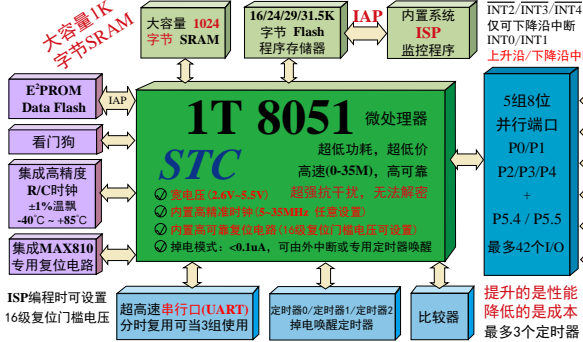 大容量1K
字节SRAM
大容量 1024
字节 SRAM
16/24/29/31.5K
字节 Flash
程序存储器
IAP
内置系统
ISP
监控程序
INT2/INT3/INT4
仅可下降沿中断
INT0/INT1
上升沿/下降沿中
E²PROM
Data Flash
IAP
看门狗
集成高精度
R/C时钟
±1%温飘
-40℃ ~ +85℃
集成MAX810
专用复位电路
1T 8051 微处理器
STC
超低功耗，超低价
高速(0-35M)，高可靠
超强抗干扰，无法解密
宽电压(2.6V~5.5V)
内置高精准时钟(5~35MHz 任意设置)
内置高可靠复位电路(16级复位门槛电压可设置)
掉电模式：<0.1uA，可由外中断或专用定时器唤醒
5组8位
并行端口
P0/P1
P2/P3/P4
+
P5.4 / P5.5
最多42个I/O
ISP编程时可设置
16级复位门槛电压
超高速串行口(UART)
分时复用可当3组使用
定时器0/定时器1/定时器2
掉电唤醒定时器
比较器
提升的是性能
降低的是成本
最多3个定时器